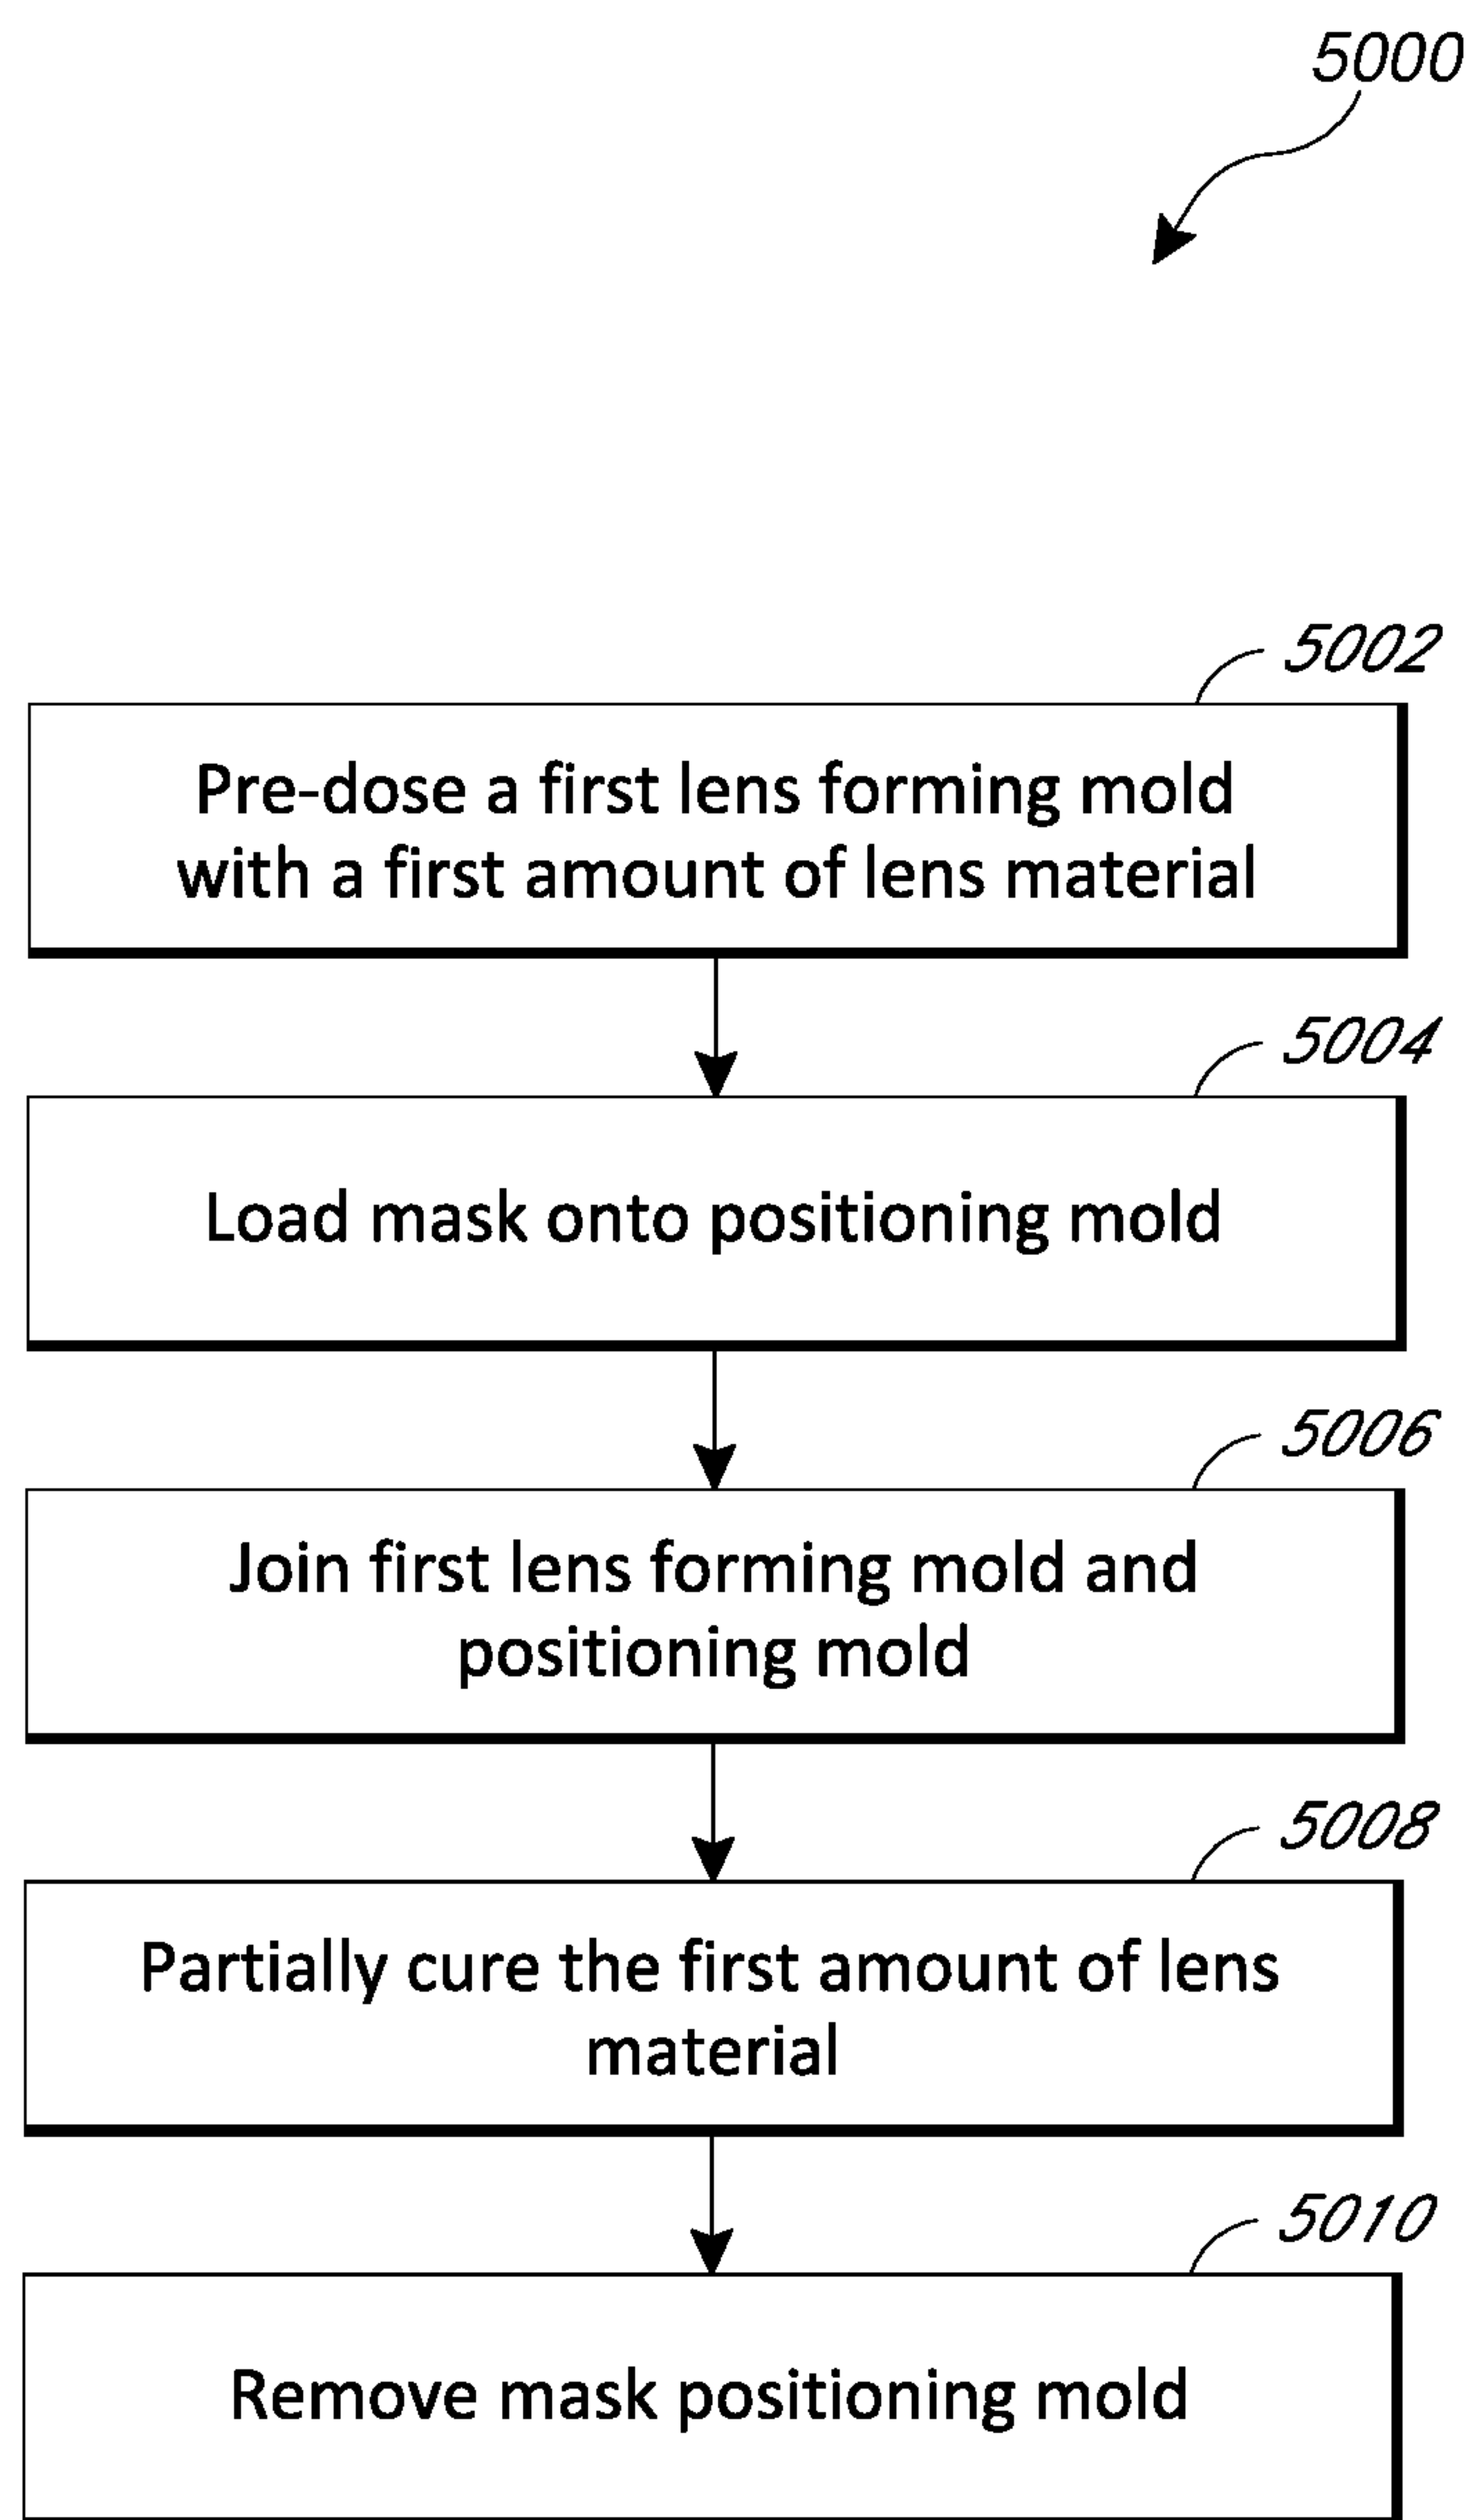 5000
5002
Pre-dose a first lens forming mold
with a first amount of lens material
5004
Load mask onto positioning mold
5006
Join first lens forming mold and
positioning mold
5008
Partially cure the first amount of lens
material
5010
Remove mask positioning mold